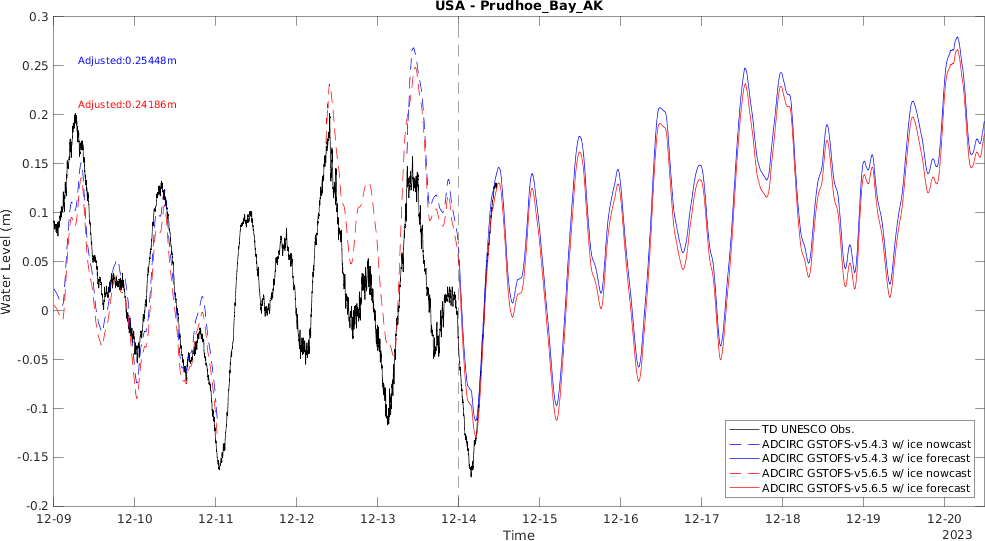 USA - Prudhoe_Bay_AK
0.3
0.25
0.2
0.15
0.1
0.05
0
-0.05
-0.1
-0.15
-0.2
Water Level (m)
Adjusted:0.25448m
Adjusted:0.24186m
TD UNESCO Obs.
ADCIRC GSTOFS-v5.4.3 w/ ice nowcast
ADCIRC GSTOFS-v5.4.3 w/ ice forecast
ADCIRC GSTOFS-v5.6.5 w/ ice nowcast
ADCIRC GSTOFS-v5.6.5 w/ ice forecast
12-09 12-10 12-11 12-12 12-13 12-14 12-15 12-16 12-17 12-18 12-19 12-20
Time 2023